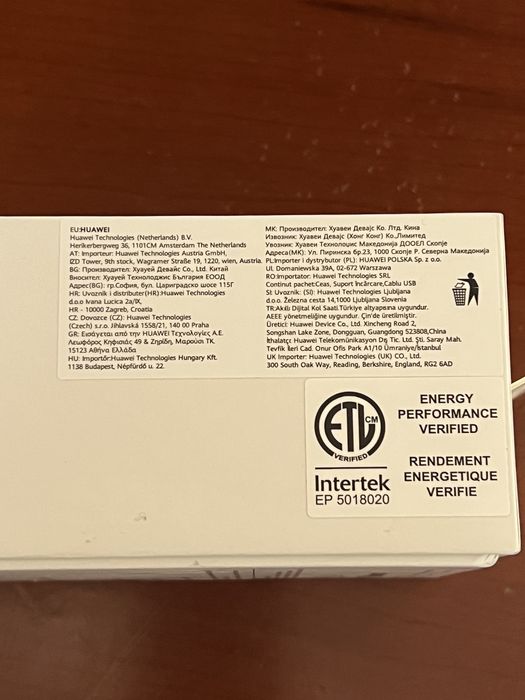 EU:HUAWEI
Huawei Technologies (Netherlands) B.V.
Herikerbergweg 36, 1101CM Amsterdam The Netherlands
AT: Importeur: Huawei Technologies Austria GmbH,
IZD Tower, 9th stock, Wagramer Straße 19, 1220, wien, Austria.
BG: Производител: Хуауей Девайс Co., Ltd. Китай
Вносител: Хуауей Технолоджис България ЕООД
Адрес(BG): гр.София, бул. Цариградско шосе 115Г
HR: Uvoznik i distributer(HR):Huawei Technologies
d.o.o Ivana Lucica 2a/IX,
HR - 10000 Zagreb, Croatia
CZ: Dovozce (CZ): Huawei Technologies
(Czech) s.r.o. Jihlavská 1558/21, 140 00 Praha
GR: Εισάγεται από την HUAWEI Τεχνολογίες Α.Ε.
Λεωφόρος Κηφισιάς 49 & Ζηρίδη, Μαρούσι ΤΚ.
15123 Αθήνα Ελλάδα
HU: Importőr:Huawei Technologies Hungary Kft.
1138 Budapest, Népfürdő u. 22.
MK: Производител: Хуавеи Девајс Ко. Лтд. Кина
Извозник: Хуавеи Девајс (Хонг Конг) Ко.,Лимитед
Увозник: Хуавеи Технолоџис Македонија ДООЕЛ Скопје
Адреса(МК): Ул. Пиринска бр.23, 1000 Скопје Р. Северна Македонија
PL:Importer i dystrybutor (PL): HUAWEI POLSKA Sp. z o.o.
Ul. Domaniewska 39A, 02-672 Warszawa
RO:Importator: Huawei Technologies SRL
Continut pachet:Ceas, Suport încărcare,Cablu USB
SI: Uvoznik: (SI): Huawei Technologies Ljubljana
d.o.o. Železna cesta 14,1000 Ljubljana Slovenia
TR:Akıllı Dijital Kol Saati.Türkiye altyapısına uygundur.
AEEE yönetmeliğine uygundur. Çin'de üretilmiştir.
Üretici: Huawei Device Co., Ltd. Xincheng Road 2,
Songshan Lake Zone, Dongguan, Guangdong 523808,China
İthalatçı: Huawei Telekomünikasyon Dış Tic. Ltd. Şti. Saray Mah.
Tevfik İleri Cad. Onur Ofis Park A1/10 Ümraniye/İstanbul
UK Importer: Huawei Technologies (UK) CO., LTD.
300 South Oak Way, Reading, Berkshire, England, RG2 6AD
ETL CM
VERIFIED
Intertek
EP 5018020
ENERGY
PERFORMANCE
VERIFIED
RENDEMENT
ENERGETIQUE
VERIFIE